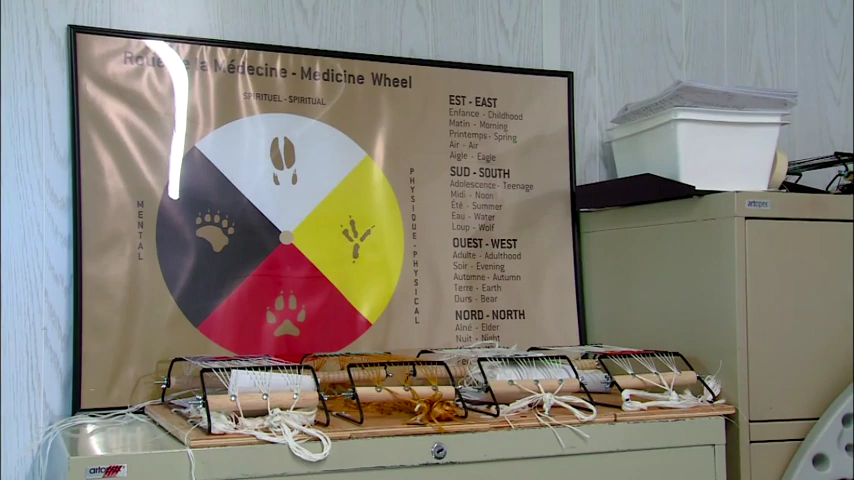 Roue de la Médecine - Medicine Wheel
SPIRITUEL - SPIRITUAL
MENTAL
PHYSIQUE - PHYSICAL
EST - EAST
Enfance - Childhood
Matin - Morning
Printemps - Spring
Air - Air
Aigle - Eagle
SUD - SOUTH
Adolescence - Teenage
Midi - Noon
Été - Summer
Eau - Water
Loup - Wolf
OUEST - WEST
Adulte - Adulthood
Soir - Evening
Automne - Autumn
Terre - Earth
Ours - Bear
NORD - NORTH
Aîné - Elder
Nuit - Night
artopex
artopex